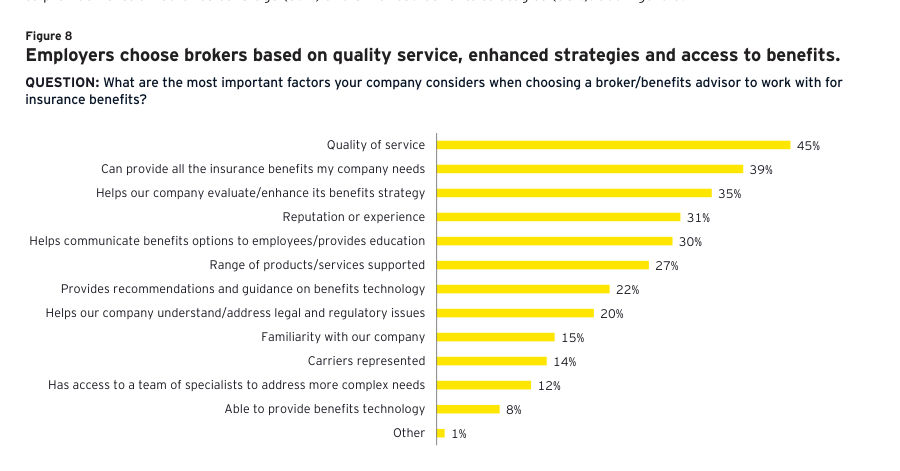 Figure 8
Employers choose brokers based on quality service, enhanced strategies and access to benefits.
QUESTION: What are the most important factors your company considers when choosing a broker/benefits advisor to work with for
insurance benefits?
Quality of service 45%
Can provide all the insurance benefits my company needs 39%
Helps our company evaluate/enhance its benefits strategy 35%
Reputation or experience 31%
Helps communicate benefits options to employees/provides education 30%
Range of products/services supported 27%
Provides recommendations and guidance on benefits technology 22%
Helps our company understand/address legal and regulatory issues 20%
Familiarity with our company 15%
Carriers represented 14%
Has access to a team of specialists to address more complex needs 12%
Able to provide benefits technology 8%
Other 1%